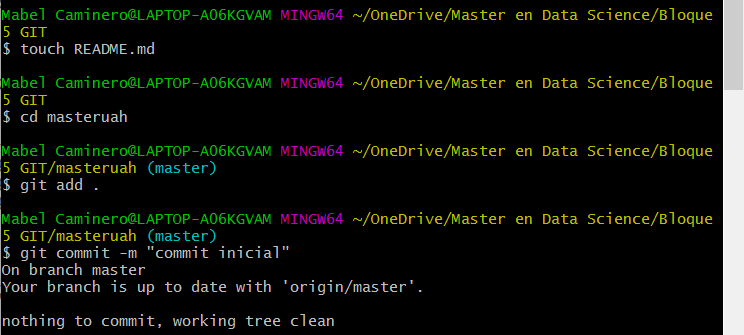 Mabel Caminero@LAPTOP-A06KGVAM MINGW64 ~/OneDrive/Master en Data Science/Bloque
5 GIT
$ touch README.md
Mabel Caminero@LAPTOP-A06KGVAM MINGW64 ~/OneDrive/Master en Data Science/Bloque
5 GIT
$ cd masteruah
Mabel Caminero@LAPTOP-A06KGVAM MINGW64 ~/OneDrive/Master en Data Science/Bloque
5 GIT/masteruah (master)
$ git add .
Mabel Caminero@LAPTOP-A06KGVAM MINGW64 ~/OneDrive/Master en Data Science/Bloque
5 GIT/masteruah (master)
$ git commit -m "commit inicial"
On branch master
Your branch is up to date with 'origin/master'.
nothing to commit, working tree clean